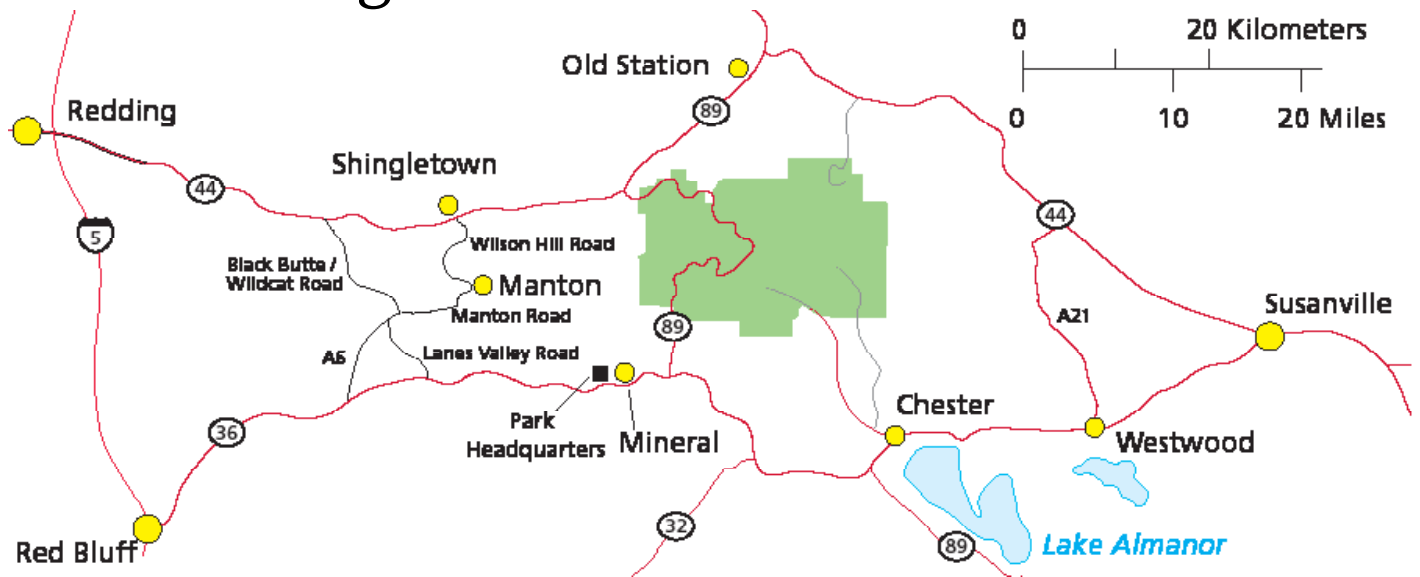 0 20 Kilometers
0 10 20 Miles
Old Station
89
Redding
44
Shingletown
5
Wilson Hill Road
Black Butte /
Wildcat Road
Manton
Manton Road
A6
Lanes Valley Road
89
44
A21
Susanville
Park
Headquarters
Mineral
36
Chester
Westwood
32
89
Lake Almanor
Red Bluff